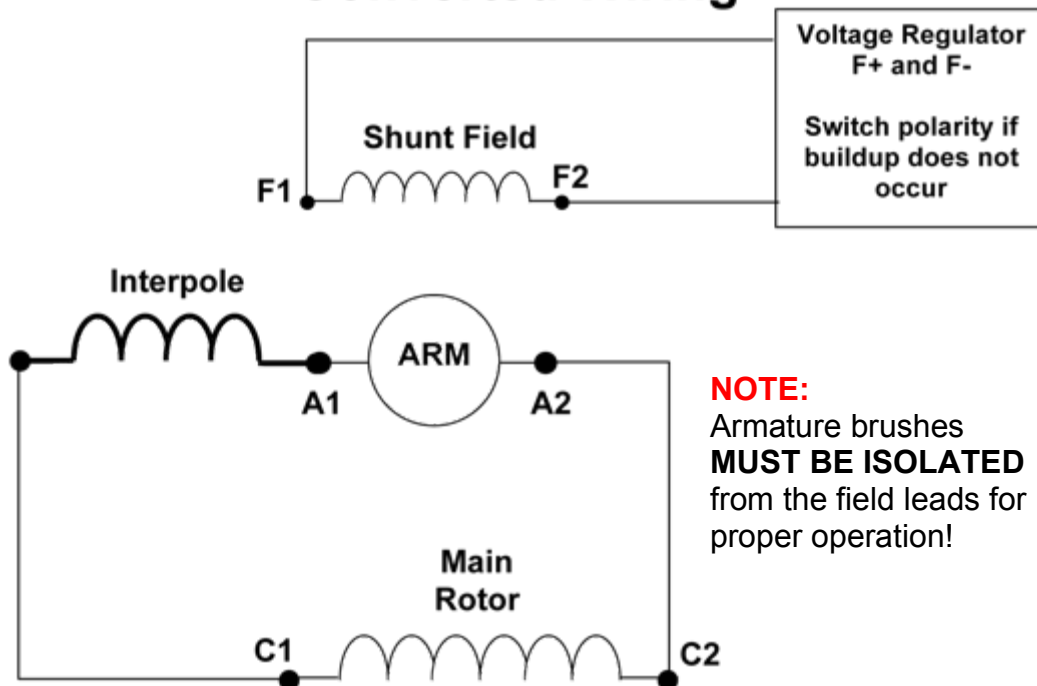 Voltage Regulator
F+ and F-
Switch polarity if
buildup does not
occur
Shunt Field
F1
F2
Interpole
ARM
A1
A2
NOTE:
Armature brushes
MUST BE ISOLATED
from the field leads for
proper operation!
Main
Rotor
C1
C2